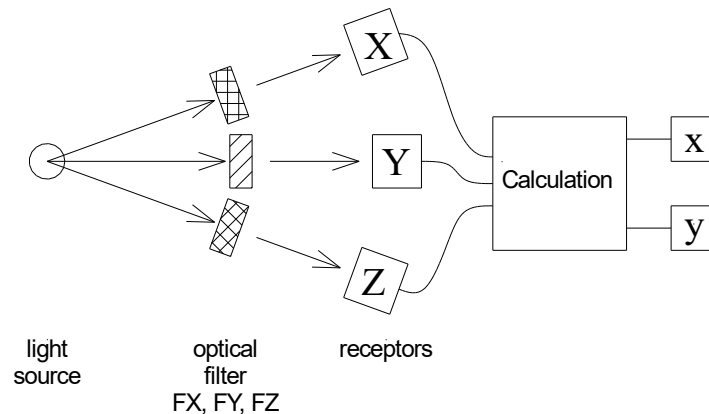 X
Y
Z
Calculation
x
y
light
source
optical
filter
FX, FY, FZ
receptors